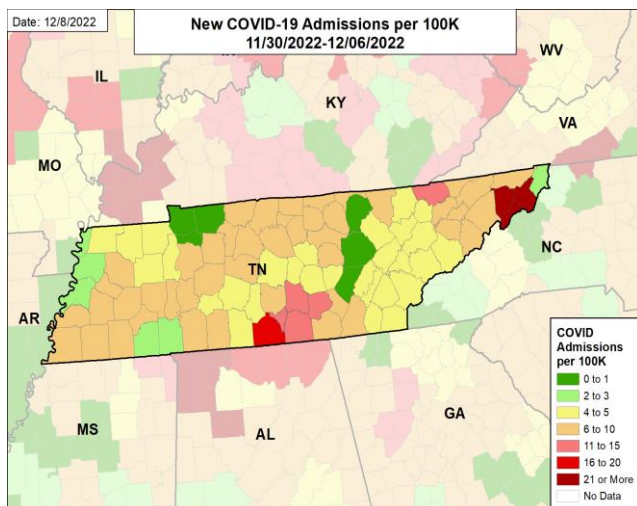 Date: 12/8/2022
New COVID-19 Admissions per 100K
11/30/2022-12/06/2022
WV
IL
KY
VA
MO
NC
TN
AR
MS
AL
GA
COVID
Admissions
per 100K
0 to 1
2 to 3
4 to 5
6 to 10
11 to 15
16 to 20
21 or More
No Data